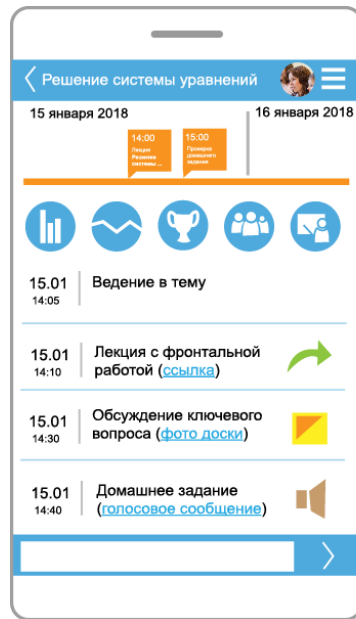 Решение системы уравнений
15 января 2018
16 января 2018
14:00
Лекция
Решение
системы ...
15:00
Проверка
домашнего
задания
15.01
14:05
Ведение в тему
15.01
14:10
Лекция с фронтальной
работой (ссылка)
15.01
14:30
Обсуждение ключевого
вопроса (фото доски)
15.01
14:40
Домашнее задание
(голосовое сообщение)